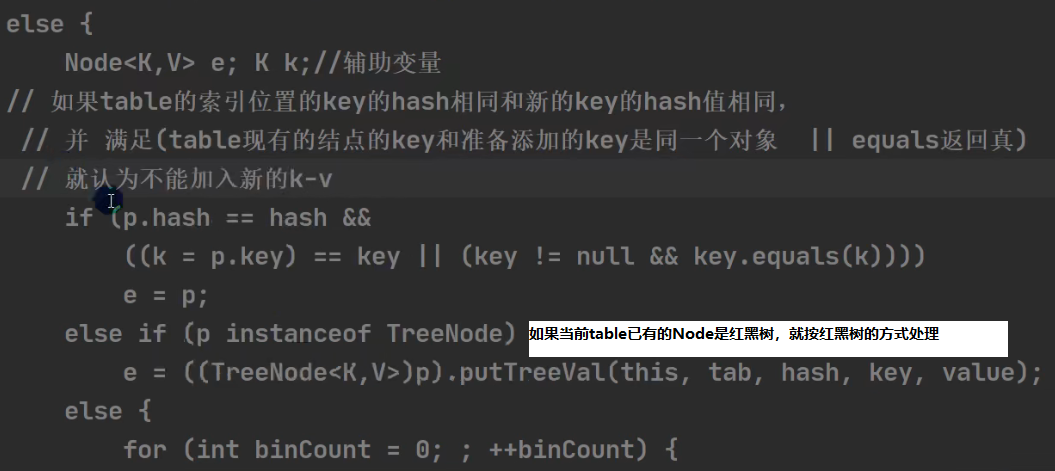 else {
Node<K,V> e; K k;//辅助变量
// 如果table的索引位置的key的hash相同和新的key的hash值相同，
// 并 满足(table现有的结点的key和准备添加的key是同一个对象 || equals返回真)
// 就认为不能加入新的k-v
if (p.hash == hash &&
((k = p.key) == key || (key != null && key.equals(k))))
e = p;
else if (p instanceof TreeNode) 如果当前table已有的Node是红黑树，就按红黑树的方式处理
e = ((TreeNode<K,V>)p).putTreeVal(this, tab, hash, key, value);
else {
for (int binCount = 0; ; ++binCount) {